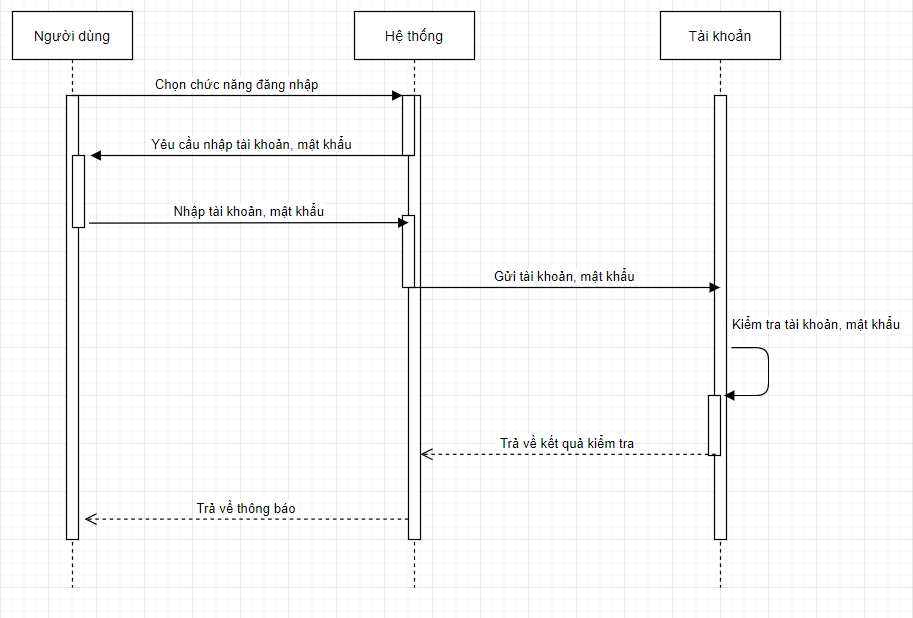 Người dùng
Hệ thống
Tài khoản
Chọn chức năng đăng nhập
Yêu cầu nhập tài khoản, mật khẩu
Nhập tài khoản, mật khẩu
Gửi tài khoản, mật khẩu
Kiểm tra tài khoản, mật khẩu
Trả về kết quả kiểm tra
Trả về thông báo